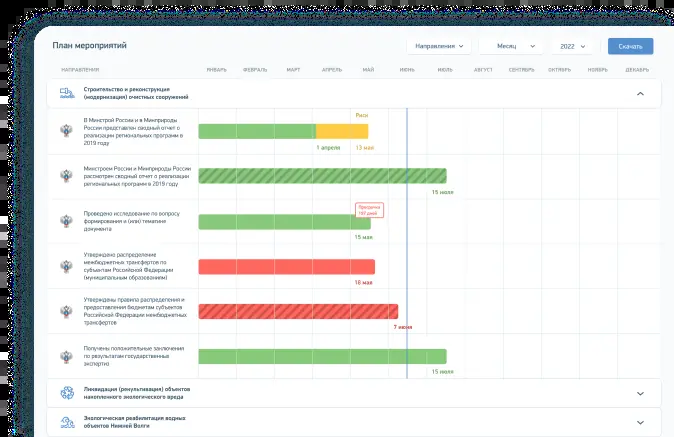 План мероприятий
Направления
Месяц
2022
Скачать
НАПРАВЛЕНИЯ
ЯНВАРЬ
ФЕВРАЛЬ
МАРТ
АПРЕЛЬ
МАЙ
ИЮНЬ
ИЮЛЬ
АВГУСТ
СЕНТЯБРЬ
ОКТЯБРЬ
НОЯБРЬ
ДЕКАБРЬ
Строительство и реконструкция
(модернизация) очистных сооружений
В Минстрой России и в Минприроды
России представлен сводный отчет о
реализации региональных программ в
2019 году
Риск
1 апреля
13 мая
Минстроем России и Минприроды России
рассмотрен сводный отчет о реализации
региональных программ в 2019 году
15 июля
Проведено исследование по вопросу
формирования и (или) тематике
документа
Просрочка
107 дней
15 мая
Утверждено распределение
межбюджетных трансфертов по
субъектам Российской Федерации
(муниципальным образованиям)
18 мая
Утверждены правила распределения и
предоставления бюджетам субъектов
Российской Федерации межбюджетных
трансфертов
7 июня
Получены положительные заключения
по результатам государственных
экспертиз
15 июля
Ликвидация (рекультивация) объектов
накопленного экологического вреда
Экологическая реабилитация водных
объектов Нижней Волги